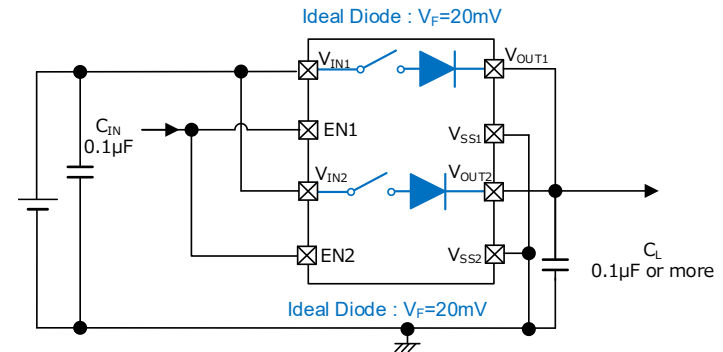 Ideal Diode : VF=20mV
VIN1
VOUT1
CIN
0.1µF
EN1
VSS1
VIN2
VOUT2
EN2
VSS2
CL
0.1µF or more
Ideal Diode : VF=20mV